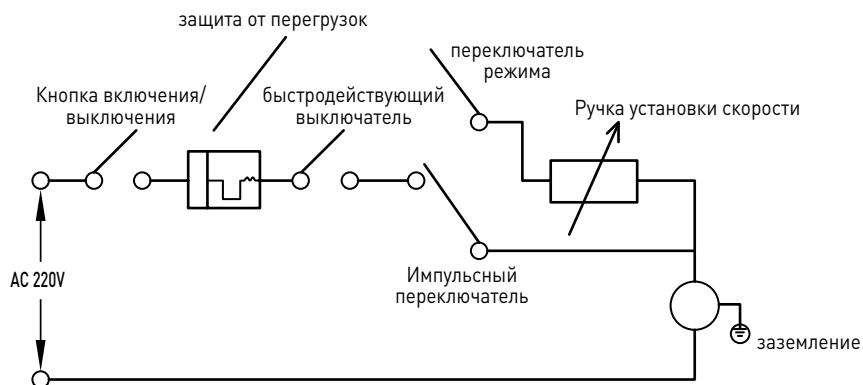 защита от перегрузок
переключатель
режима
Кнопка включения/
выключения
быстродействующий
выключатель
Ручка установки скорости
AC 220V
Импульсный
переключатель
заземление